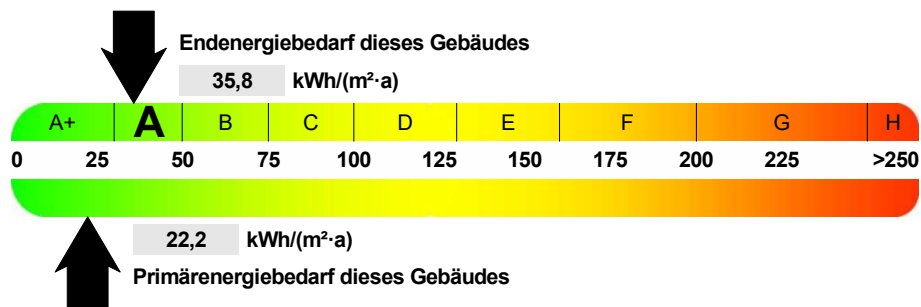 Endenergiebedarf dieses Gebäudes
35,8 kWh/(m²·a)
A+ A B C D E F G H
0 25 50 75 100 125 150 175 200 225 >250
22,2 kWh/(m²·a)
Primärenergiebedarf dieses Gebäudes